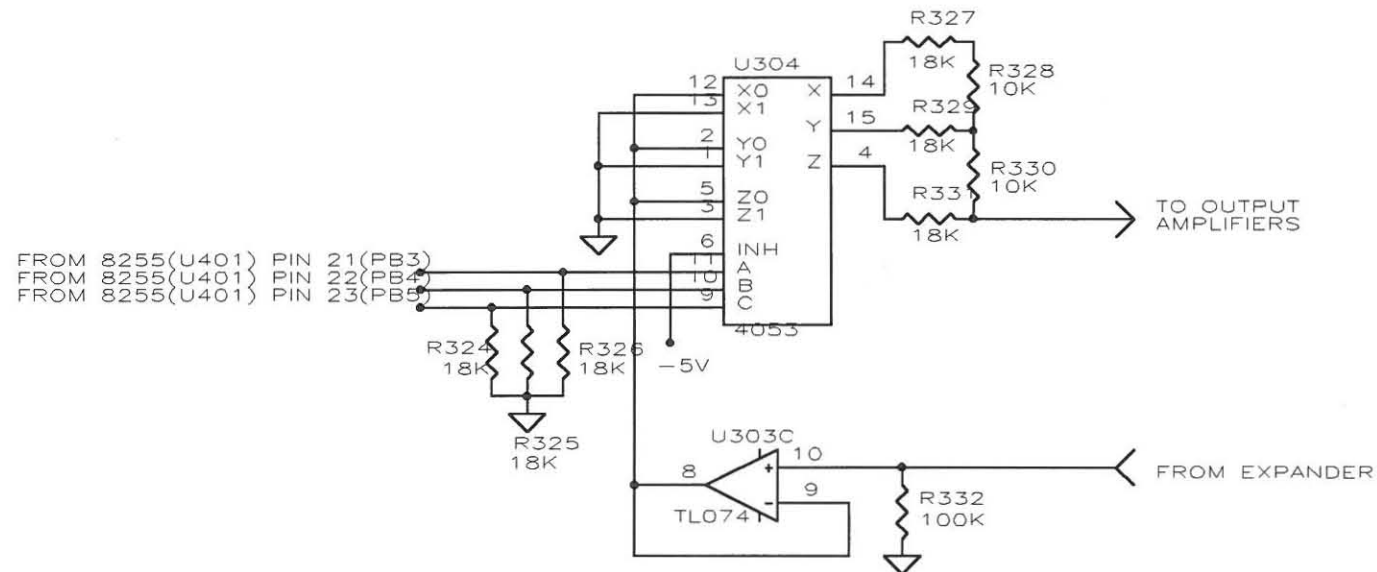 R327
18K
R328
10K
U304
12
X0
X
14
13
X1
R329
Y
15
18K
2
Y0
1
Y1
Z
4
R330
10K
5
Z0
R331
3
Z1
18K
TO OUTPUT
AMPLIFIERS
6
INH
FROM 8255(U401) PIN 21(PB3)
11
A
FROM 8255(U401) PIN 22(PB4)
10
B
FROM 8255(U401) PIN 23(PB5)
9
C
4053
R324
18K
R326
18K
-5V
R325
18K
U303C
10
+
8
9
-
TL074
FROM EXPANDER
R332
100K